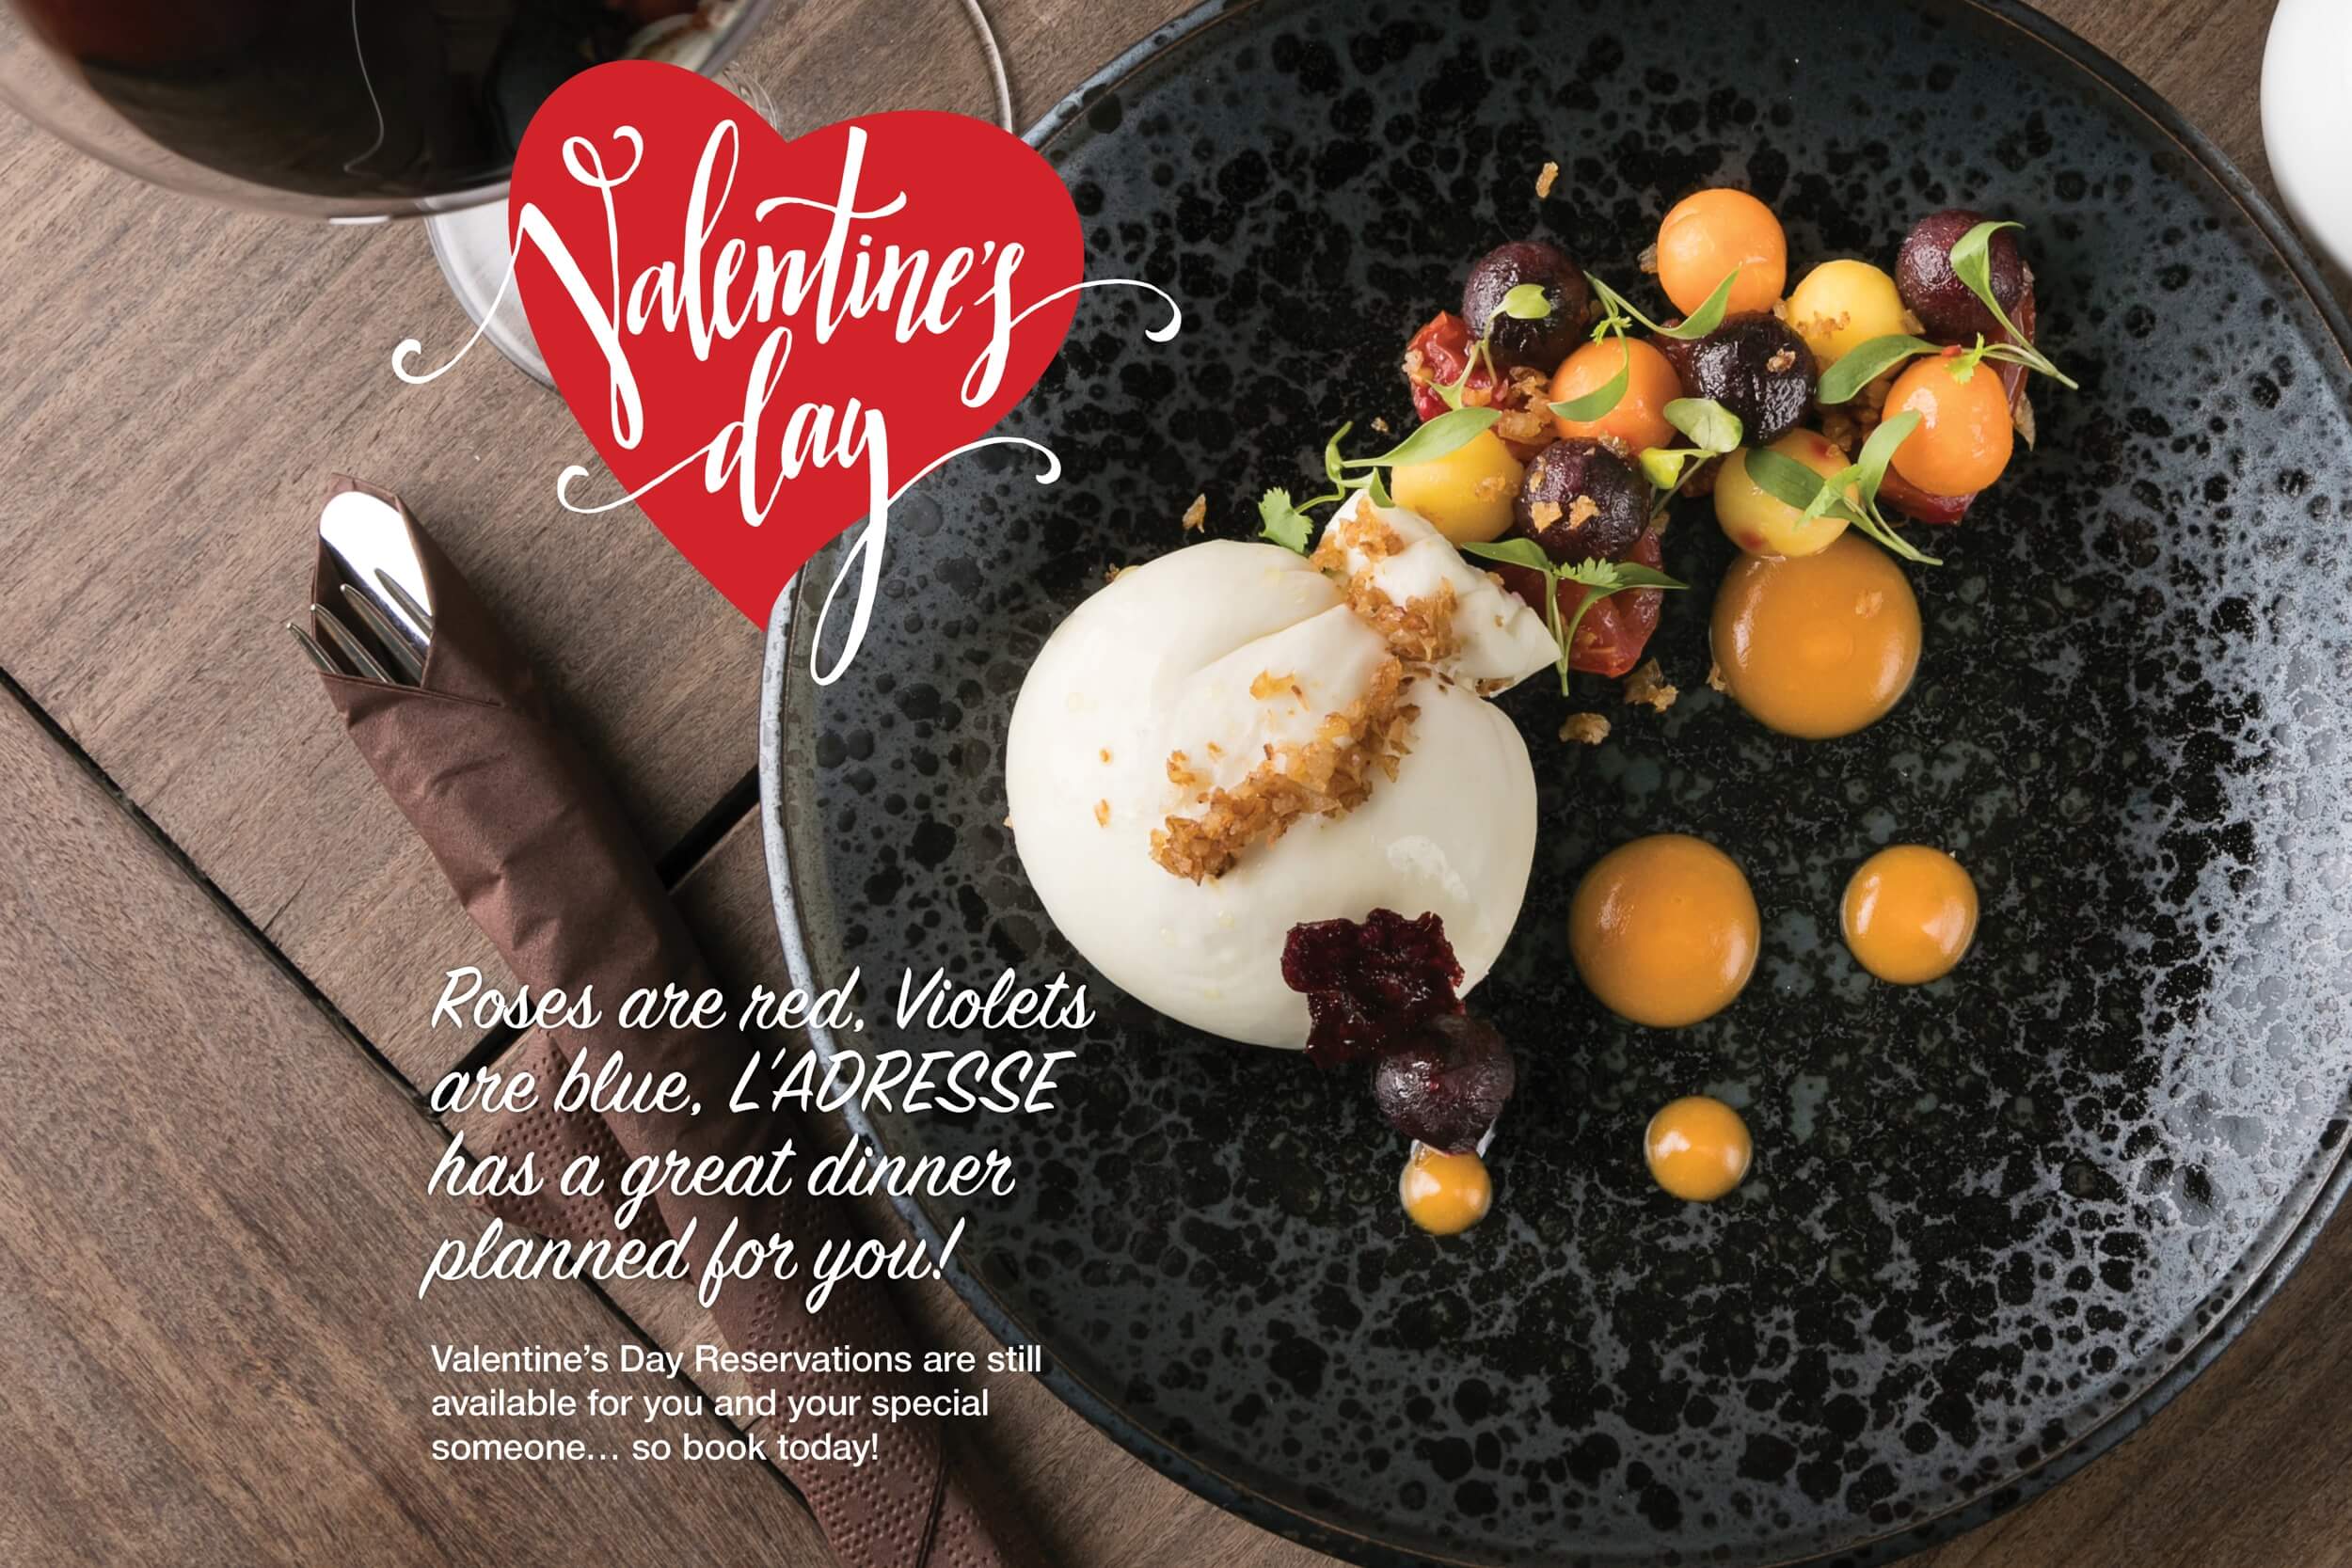 Valentine's
day
Roses are red, Violets
are blue, L'ADRESSE
has a great dinner
planned for you!
Valentine's Day Reservations are still
available for you and your special
someone... so book today!